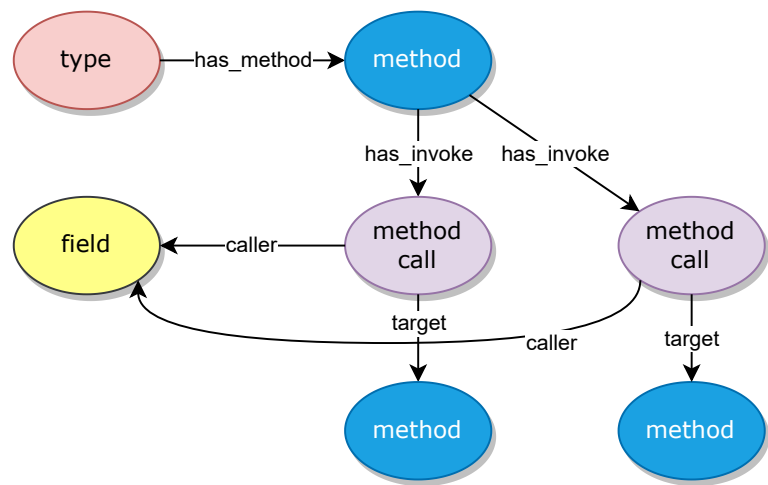 type
has_method
method
has_invoke
has_invoke
field
caller
method
call
method
call
target
caller
target
method
method